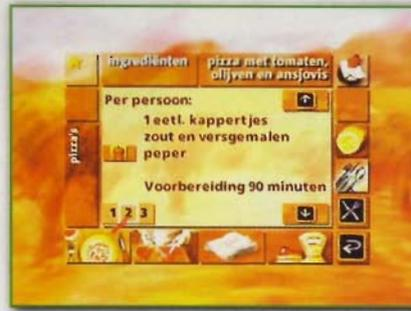 ingrediënten
pizza met tomaten,
olijven en ansjovis
pizza's
Per persoon:
1 eetl. kappertjes
zout en versgemalen
peper
Voorbereiding 90 minuten
1 2 3